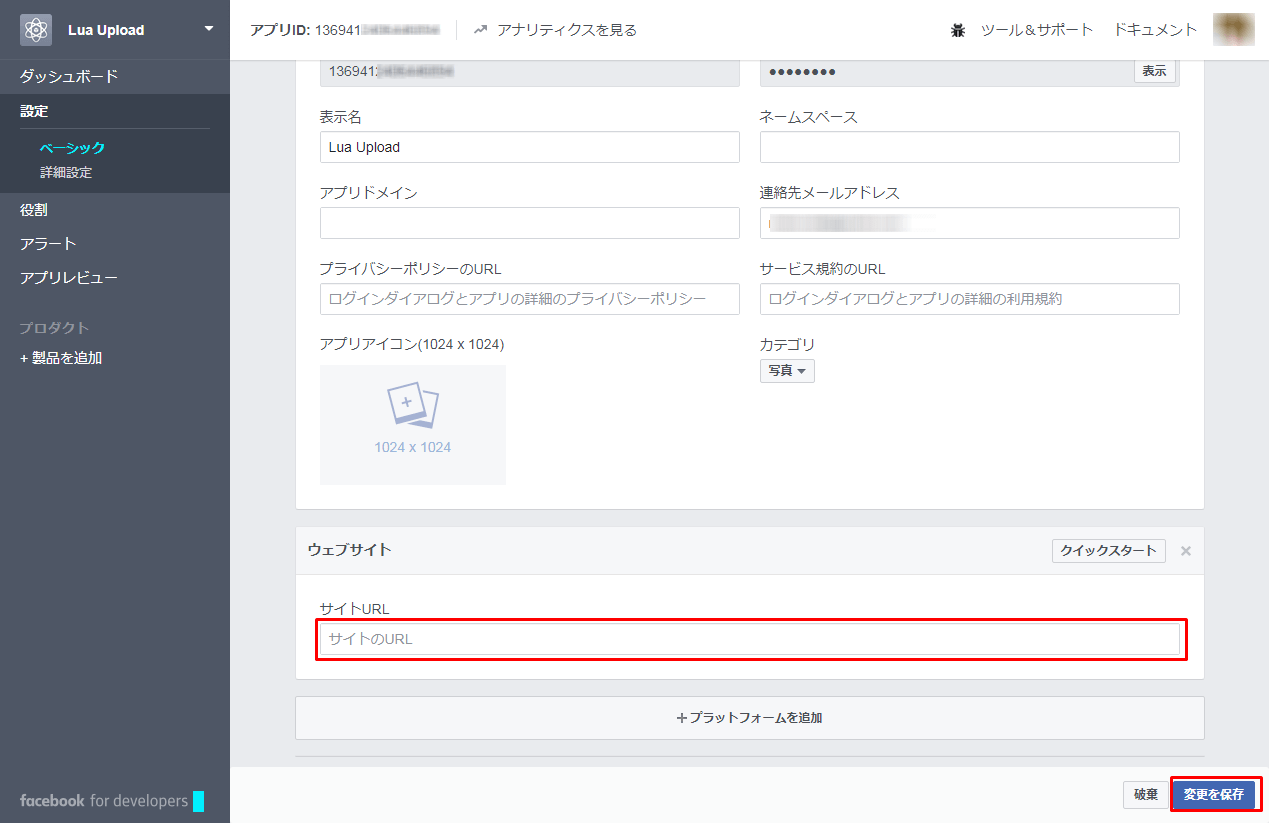 Lua Upload
アプリID: 136941
アナリティクスを見る
ツール＆サポート
ドキュメント
ダッシュボード
設定
ベーシック
詳細設定
役割
アラート
アプリレビュー
プロダクト
+ 製品を追加
facebook for developers
136941
●●●●●●●●
表示
表示名
ネームスペース
Lua Upload
アプリドメイン
連絡先メールアドレス
プライバシーポリシーのURL
サービス規約のURL
ログインダイアログとアプリの詳細のプライバシーポリシー
ログインダイアログとアプリの詳細の利用規約
アプリアイコン(1024 x 1024)
カテゴリ
写真
1024 x 1024
ウェブサイト
クイックスタート
×
サイトURL
サイトのURL
+プラットフォームを追加
破棄
変更を保存